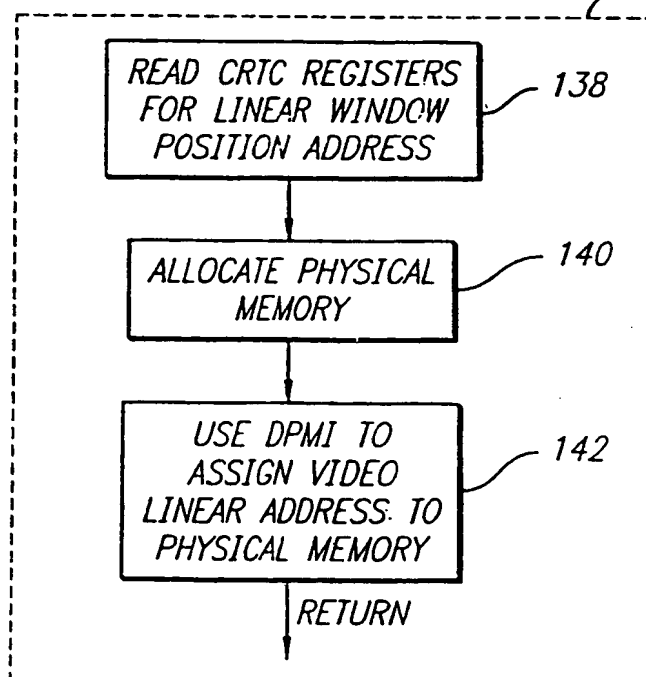 READ CRTC REGISTERS
FOR LINEAR WINDOW
POSITION ADDRESS
138
ALLOCATE PHYSICAL
MEMORY
140
USE DPMI TO
ASSIGN VIDEO
LINEAR ADDRESS TO
PHYSICAL MEMORY
142
RETURN